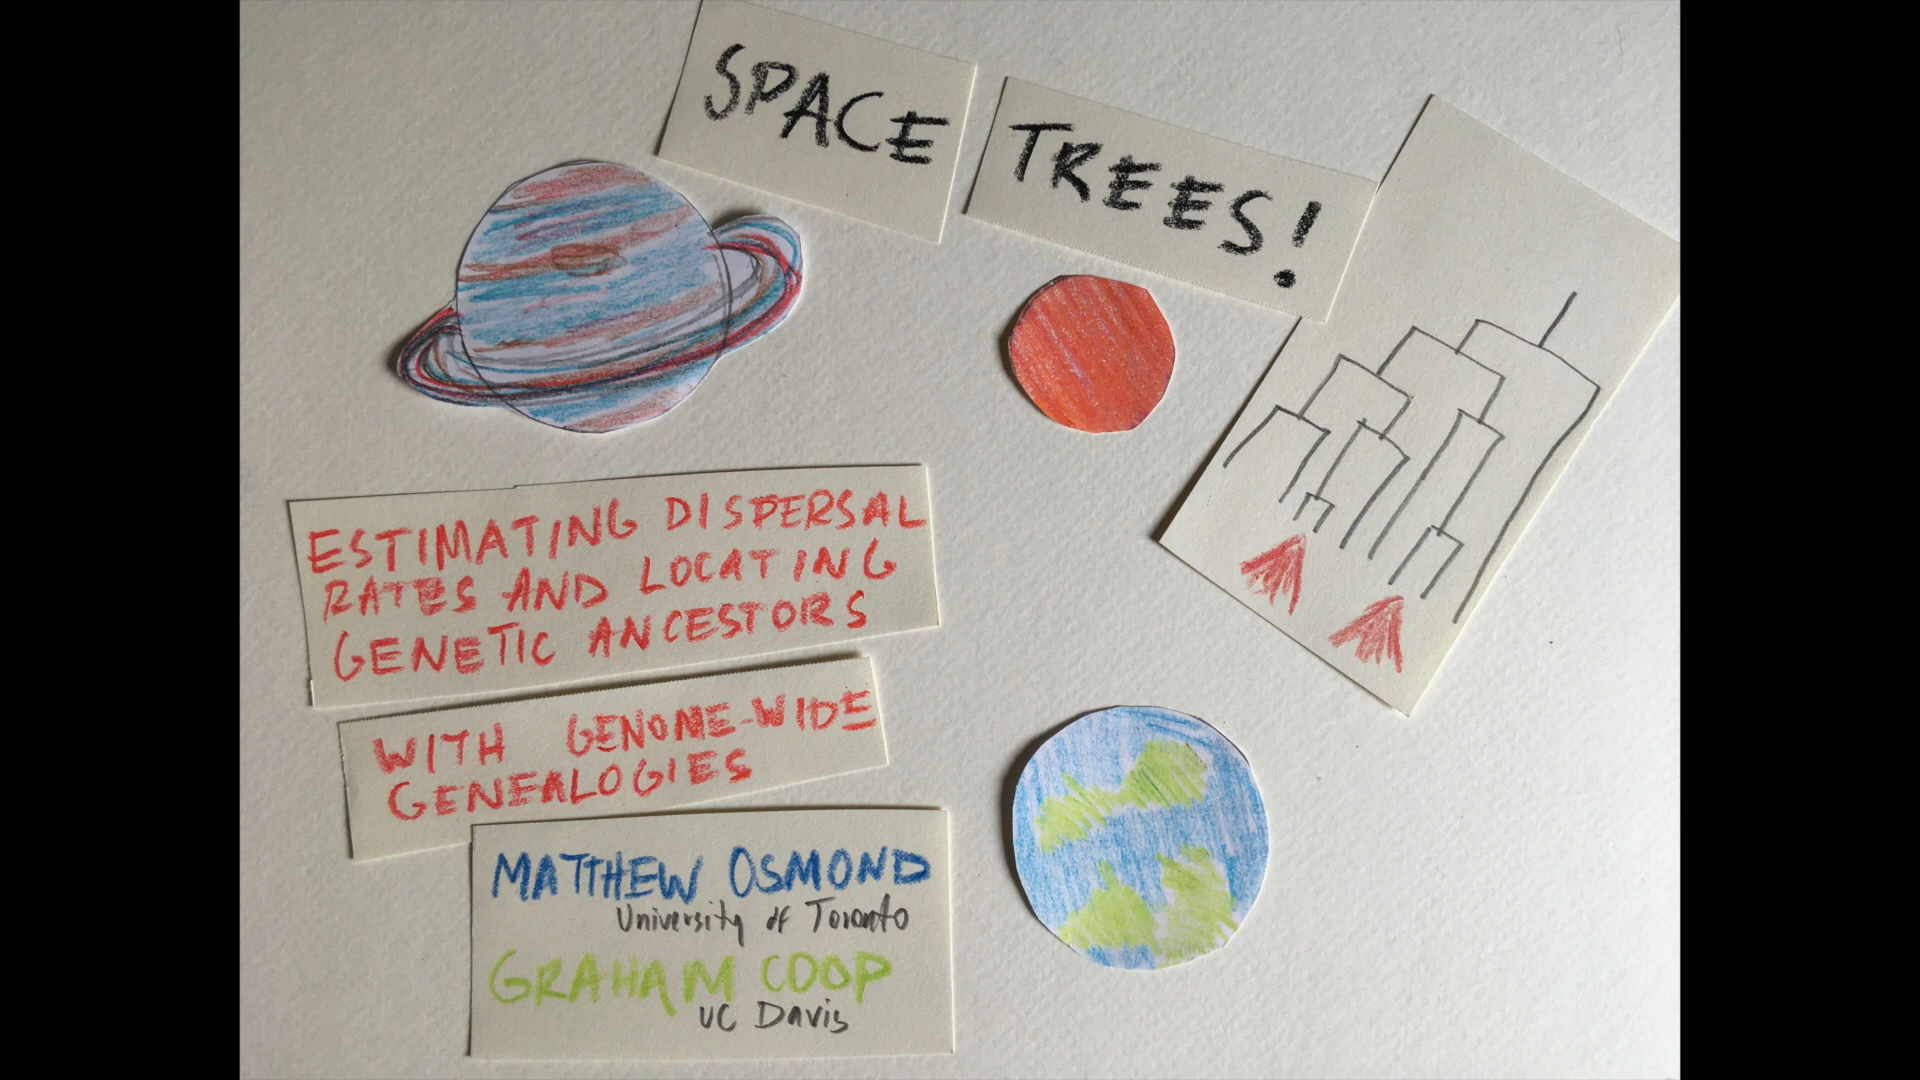 SPACE TREES!
ESTIMATING DISPERSAL
RATES AND LOCATING
GENETIC ANCESTORS
WITH GENOME-WIDE
GENEALOGIES
MATTHEW OSMOND
University of Toronto
GRAHAM COOP
UC Davis